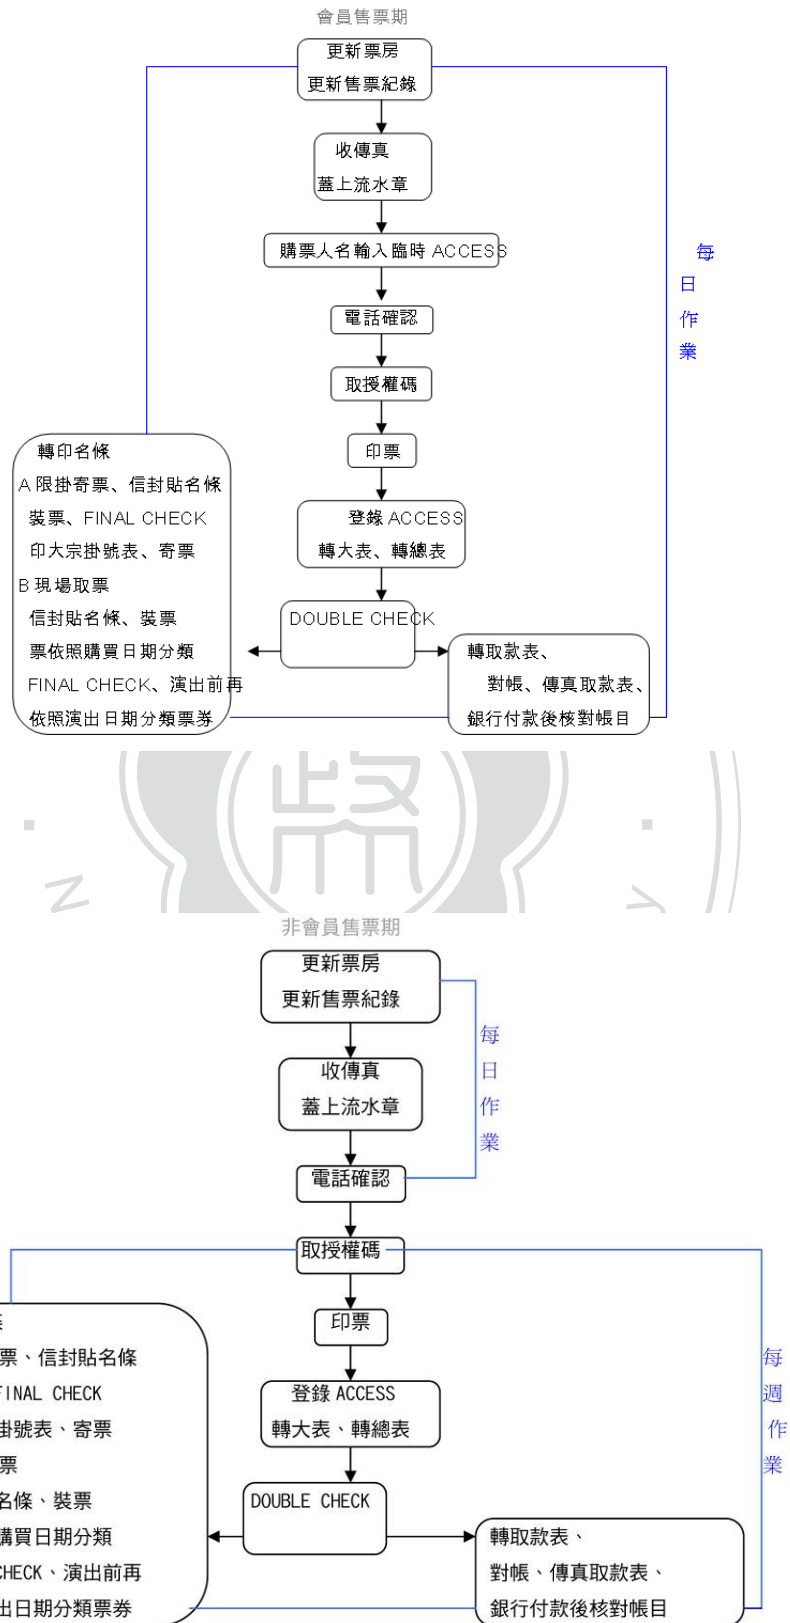 會員售票期
更新票房
更新售票紀錄
收傳真
蓋上流水章
購票人名輸入臨時 ACCESS
電話確認
取授權碼
印票
登錄 ACCESS
轉大表、轉總表
DOUBLE CHECK
轉印名條
A 限掛寄票、信封貼名條
裝票、FINAL CHECK
印大宗掛號表、寄票
B 現場取票
信封貼名條、裝票
票依照購買日期分類
FINAL CHECK、演出前再
依照演出日期分類票券
轉取款表、
對帳、傳真取款表、
銀行付款後核對帳目
每
日
作
業
非會員售票期
更新票房
更新售票紀錄
收傳真
蓋上流水章
電話確認
每
日
作
業
取授權碼
印票
登錄 ACCESS
轉大表、轉總表
DOUBLE CHECK
票、信封貼名條
FINAL CHECK
掛號表、寄票
票
名條、裝票
購買日期分類
CHECK、演出前再
出日期分類票券
轉取款表、
對帳、傳真取款表、
銀行付款後核對帳目
每
週
作
業